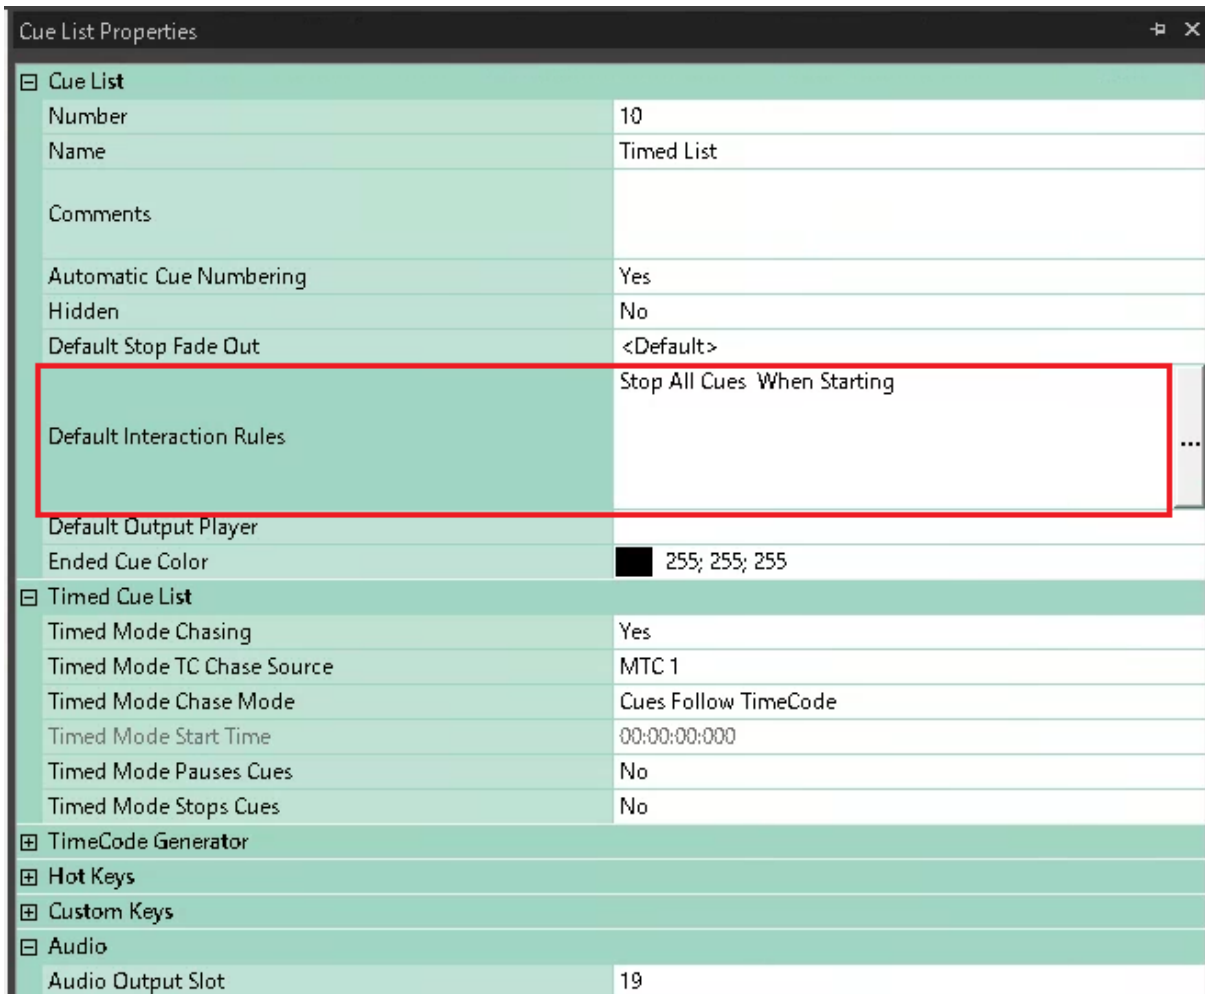 Cue List Properties
Cue List
Number 10
Name Timed List
Comments
Automatic Cue Numbering Yes
Hidden No
Default Stop Fade Out <Default>
Default Interaction Rules Stop All Cues  When Starting
...
Default Output Player
Ended Cue Color 255; 255; 255
Timed Cue List
Timed Mode Chasing Yes
Timed Mode TC Chase Source MTC 1
Timed Mode Chase Mode Cues Follow TimeCode
Timed Mode Start Time 00:00:00:000
Timed Mode Pauses Cues No
Timed Mode Stops Cues No
TimeCode Generator
Hot Keys
Custom Keys
Audio
Audio Output Slot 19